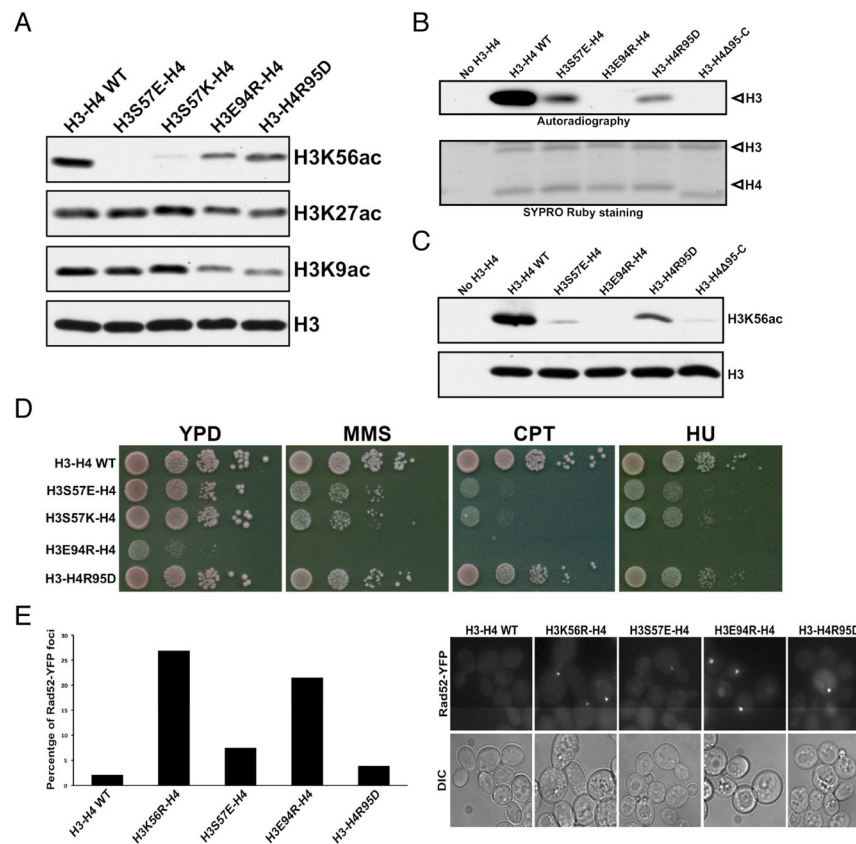 A
H3-H4 WT
H3S57E-H4
H3S57K-H4
H3E94R-H4
H3-H4R95D
H3K56ac
H3K27ac
H3K9ac
H3
B
No H3-H4
H3-H4 WT
H3S57E-H4
H3E94R-H4
H3-H4R95D
H3-H4Δ95-C
H3
Autoradiography
H3
H4
SYPRO Ruby staining
C
No H3-H4
H3-H4 WT
H3S57E-H4
H3E94R-H4
H3-H4R95D
H3-H4Δ95-C
H3K56ac
H3
D
YPD MMS CPT HU
H3-H4 WT
H3S57E-H4
H3S57K-H4
H3E94R-H4
H3-H4R95D
E
Percentge of Rad52-YFP foci
30
25
20
15
10
5
0
H3-H4 WT
H3K56R-H4
H3S57E-H4
H3E94R-H4
H3-H4R95D
H3-H4 WT H3K56R-H4 H3S57E-H4 H3E94R-H4 H3-H4R95D
Rad52-YFP
DIC